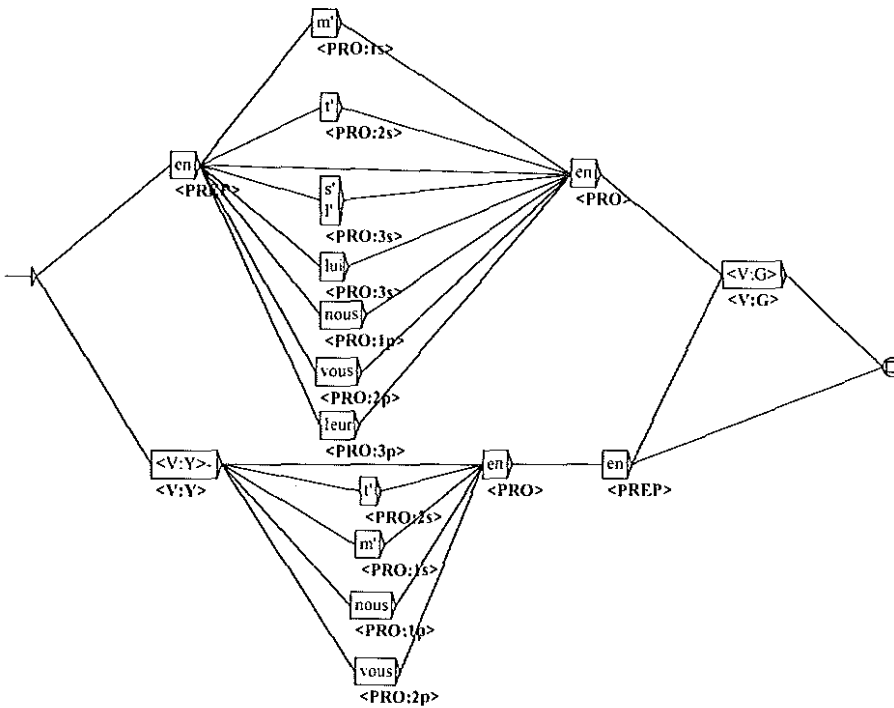 m'
<PRO:1s>
t'
<PRO:2s>
en
<PREP>
s'
l'
<PRO:3s>
en
<PRO>
lui
<PRO:3s>
nous
<PRO:1p>
<V:G>
<V:G>
vous
<PRO:2p>
leur
<PRO:3p>
<V:Y>-
<V:Y>
en
<PRO>
en
<PREP>
t'
<PRO:2s>
m'
<PRO:1s>
nous
<PRO:1p>
vous
<PRO:2p>